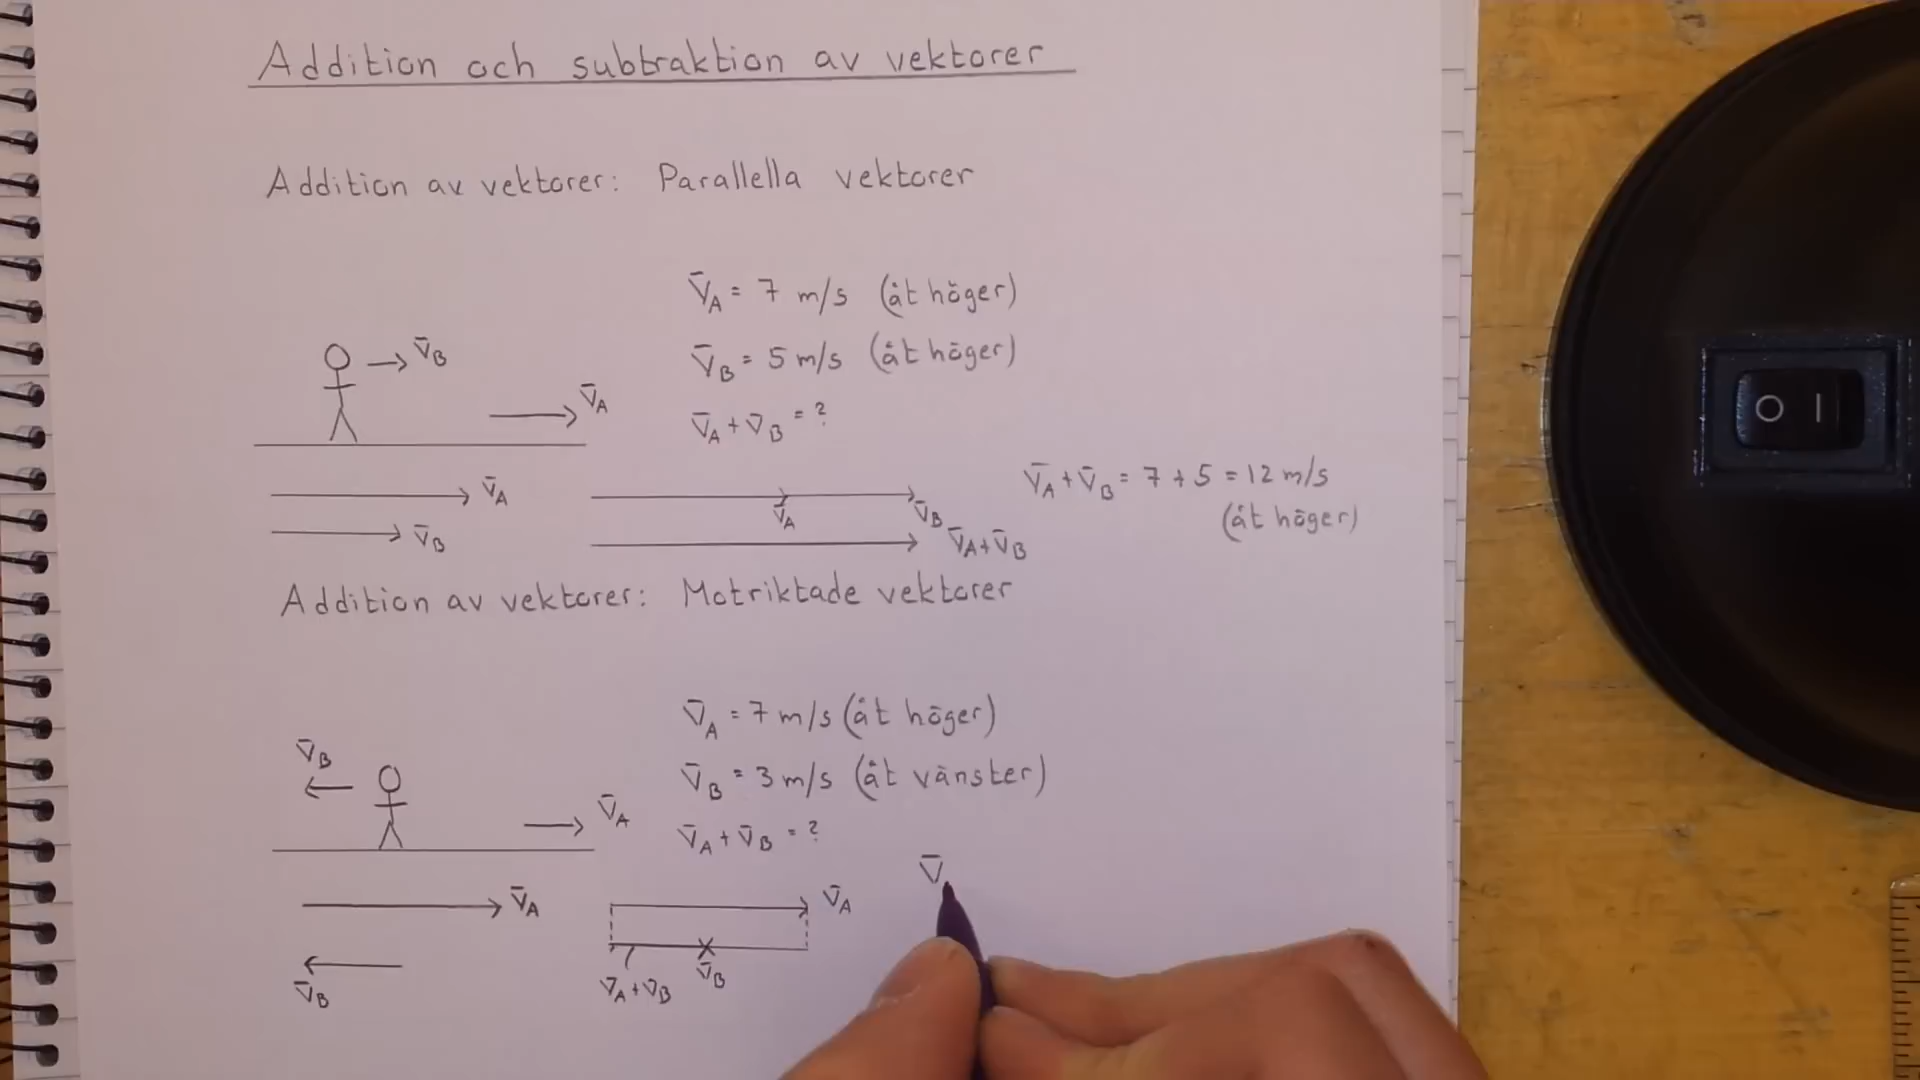 Addition och subtraktion av vektorer
Addition av vektorer: Parallella vektorer
V̄A = 7 m/s (åt höger)
V̄B = 5 m/s (åt höger)
V̄A + V̄B = ?
V̄B
V̄A
V̄A
V̄B
V̄A
V̄B
V̄A+V̄B
V̄A + V̄B = 7 + 5 = 12 m/s
(åt höger)
Addition av vektorer: Motriktade vektorer
V̄A = 7 m/s (åt höger)
V̄B = 3 m/s (åt vänster)
V̄A + V̄B = ?
V̄B
V̄A
V̄A
V̄B
V̄A
V̄B
V̄A+V̄B
V̄
O I